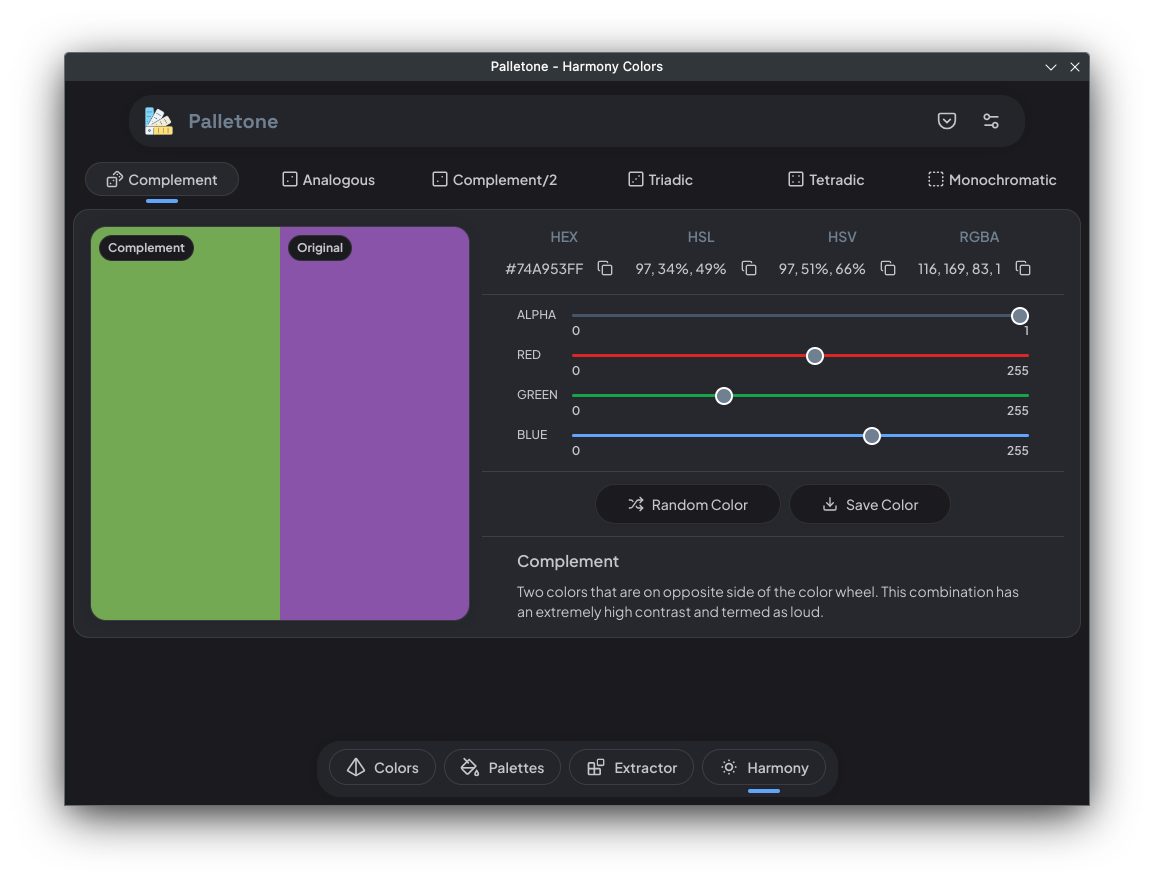 Palletone - Harmony Colors
Palletone
Complement
Analogous
Complement/2
Triadic
Tetradic
Monochromatic
Complement
Original
HEX
HSL
HSV
RGBA
#74A953FF
97, 34%, 49%
97, 51%, 66%
116, 169, 83, 1
ALPHA
0
1
RED
0
255
GREEN
0
255
BLUE
0
255
Random Color
Save Color
Complement
Two colors that are on opposite side of the color wheel. This combination has
an extremely high contrast and termed as loud.
Colors
Palettes
Extractor
Harmony